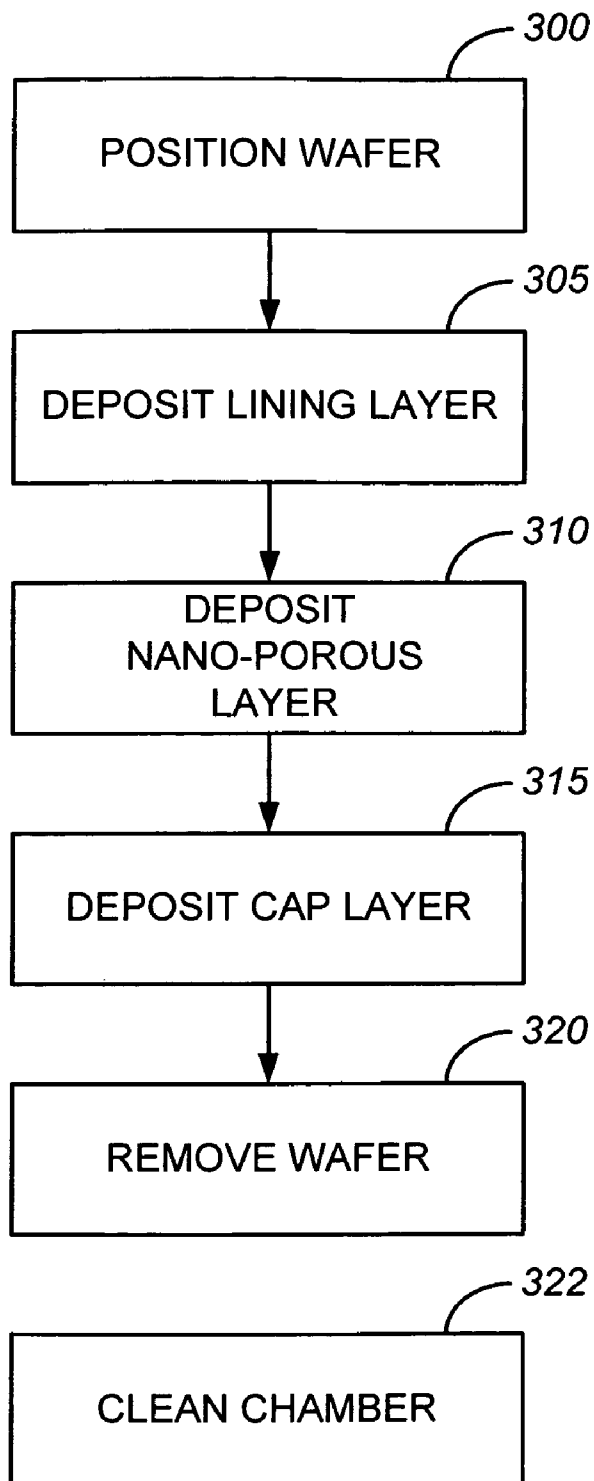 300
POSITION WAFER
305
DEPOSIT LINING LAYER
310
DEPOSIT
NANO-POROUS
LAYER
315
DEPOSIT CAP LAYER
320
REMOVE WAFER
322
CLEAN CHAMBER